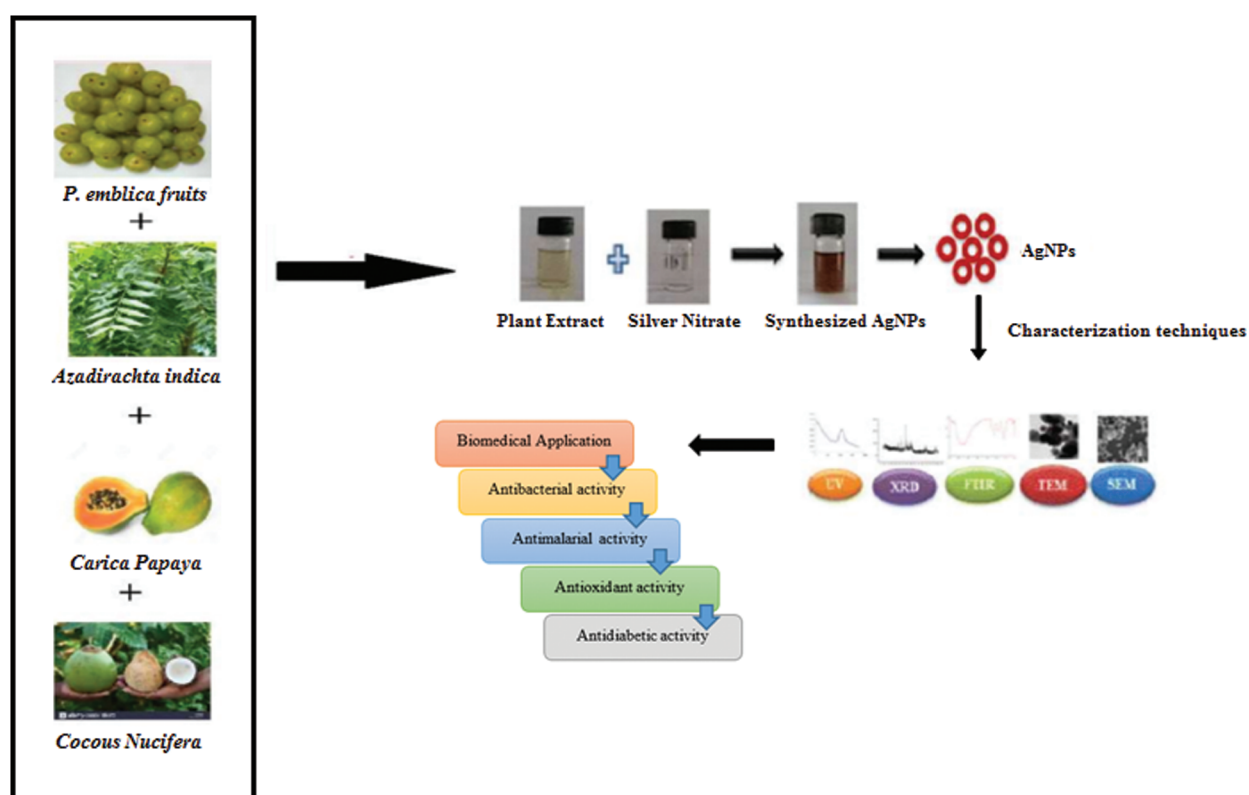 P. emblica fruits
+
Azadirachta indica
+
Carica Papaya
+
Cocous Nucifera
Plant Extract
Silver Nitrate
Synthesized AgNPs
AgNPs
Characterization techniques
UV
XRD
FTIR
TEM
SEM
Biomedical Application
Antibacterial activity
Antimalarial activity
Antioxidant activity
Antidiabetic activity